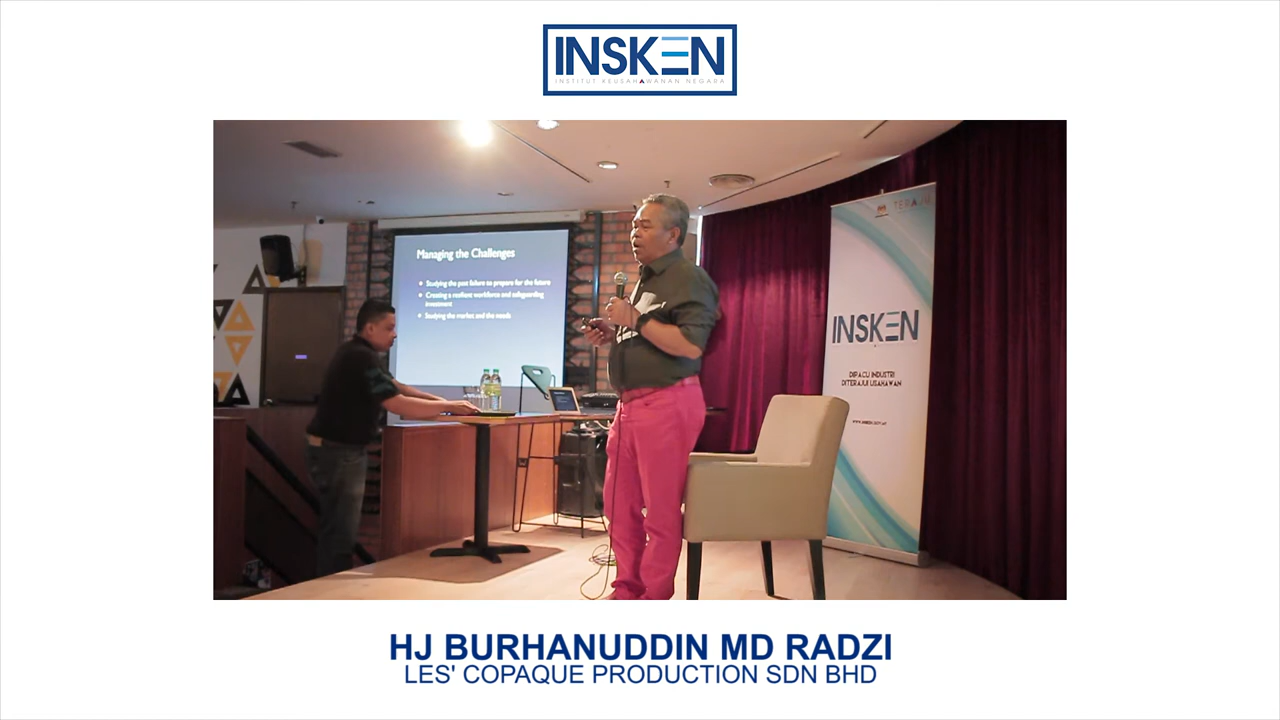 INSKEN
INSTITUT KEUSAHAWANAN NEGARA
Managing the Challenges
Studying the past failure to prepare for the future
Creating a resilient workforce and safeguarding
investment
Studying the market and the needs
TERAJU
INSKEN
DIPACU INDUSTRI
DITERAJUI USAHAWAN
HJ BURHANUDDIN MD RADZI
LES' COPAQUE PRODUCTION SDN BHD